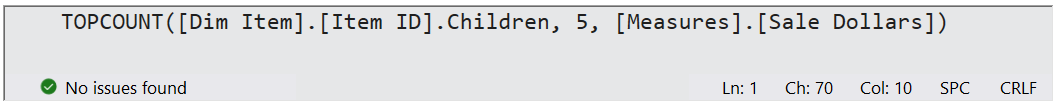 TOPCOUNT([Dim Item].[Item ID].Children, 5, [Measures].[Sale Dollars])
No issues found Ln: 1 Ch: 70 Col: 10 SPC CRLF